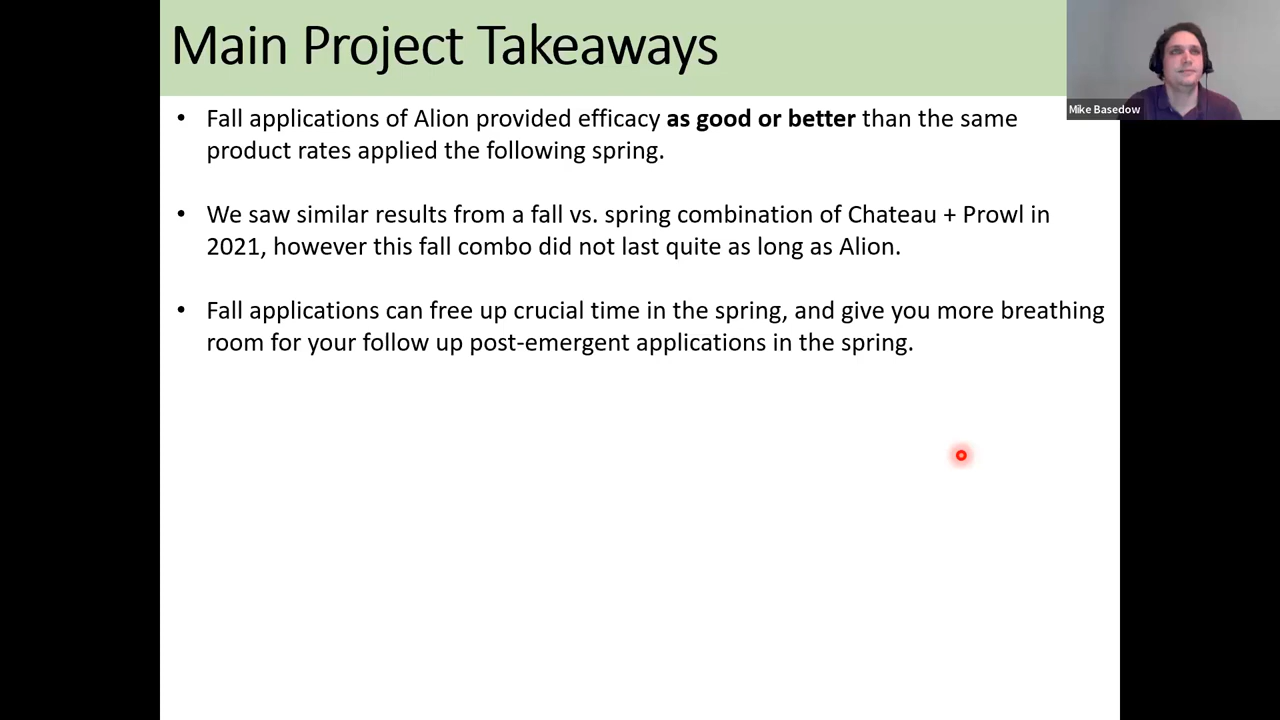 Main Project Takeaways
Mike Basedow
• Fall applications of Alion provided efficacy as good or better than the same
product rates applied the following spring.
• We saw similar results from a fall vs. spring combination of Chateau + Prowl in
2021, however this fall combo did not last quite as long as Alion.
• Fall applications can free up crucial time in the spring, and give you more breathing
room for your follow up post-emergent applications in the spring.